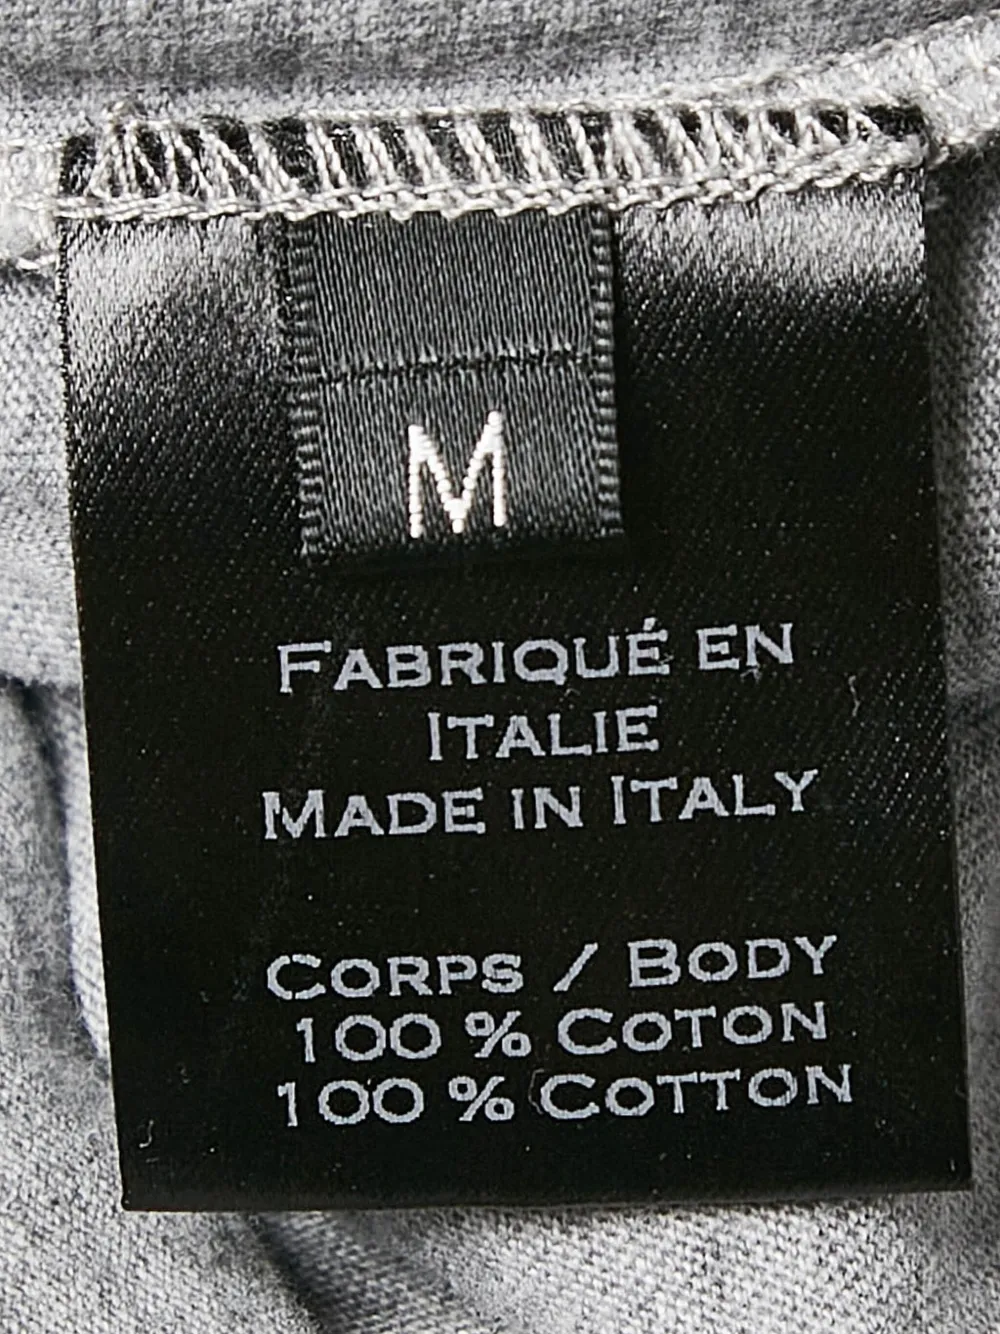 M
FABRIQUÉ EN
ITALIE
MADE IN ITALY
CORPS / BODY
100 % COTON
100 % COTTON